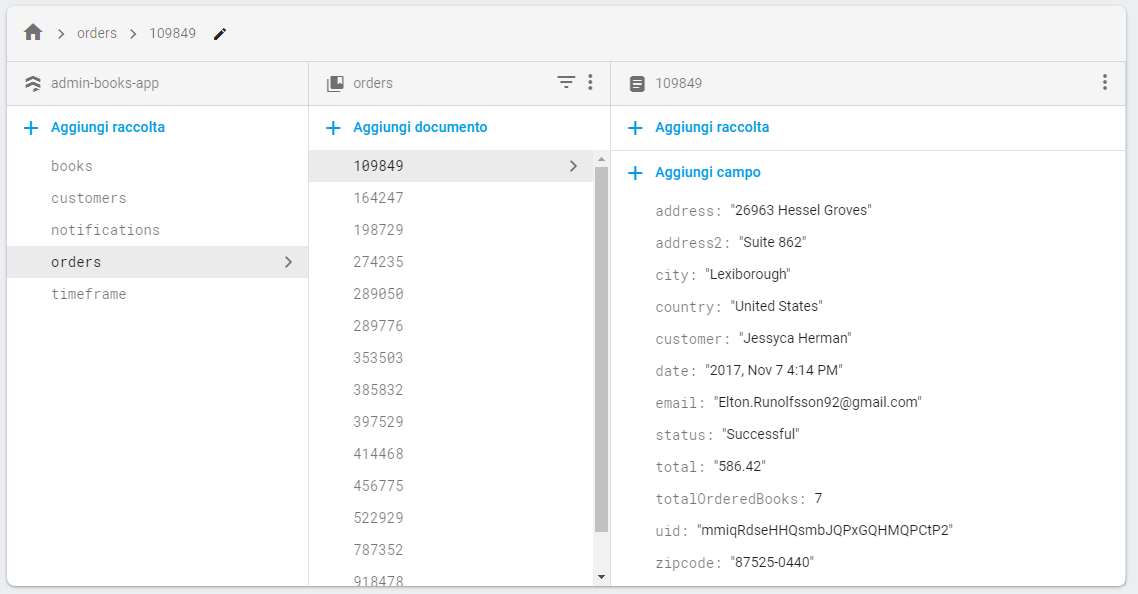 orders 109849
admin-books-app
Aggiungi raccolta
books
customers
notifications
orders
timeframe
orders
Aggiungi documento
109849
164247
198729
274235
289050
289776
353503
385832
397529
414468
456775
522929
787352
918478
109849
Aggiungi raccolta
Aggiungi campo
address: "26963 Hessel Groves"
address2: "Suite 862"
city: "Lexiborough"
country: "United States"
customer: "Jessyca Herman"
date: "2017, Nov 7 4:14 PM"
email: "Elton.Runolfsson92@gmail.com"
status: "Successful"
total: "586.42"
totalOrderedBooks: 7
uid: "mmiqRdseHHQsmbJQPxGQHMQPCtP2"
zipcode: "87525-0440"